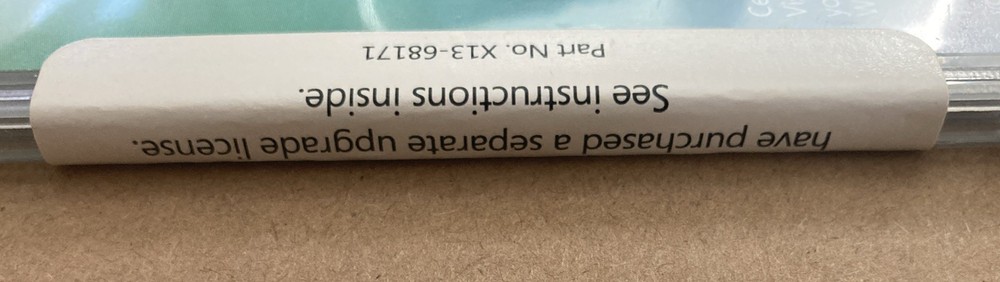 have purchased a separate upgrade license.
See instructions inside.
Part No. X13-68171